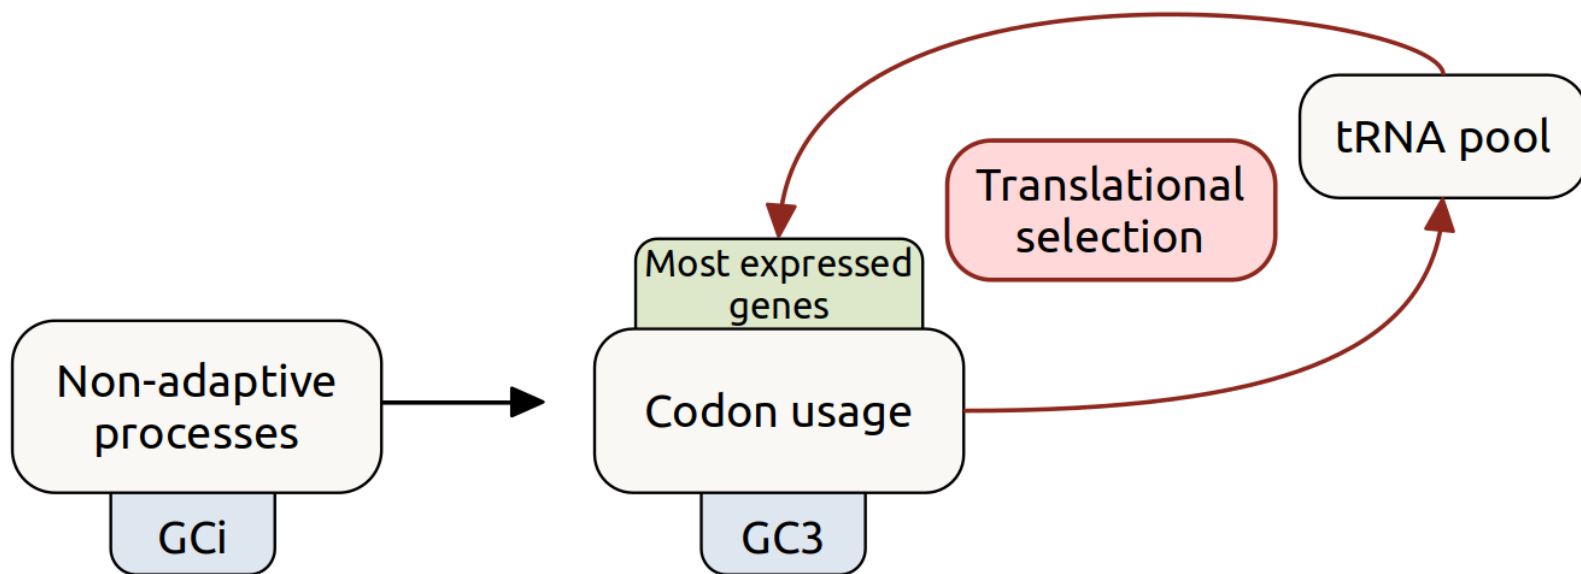 tRNA pool
Translational
selection
Most expressed
genes
Non-adaptive
processes
Codon usage
GCi
GC3